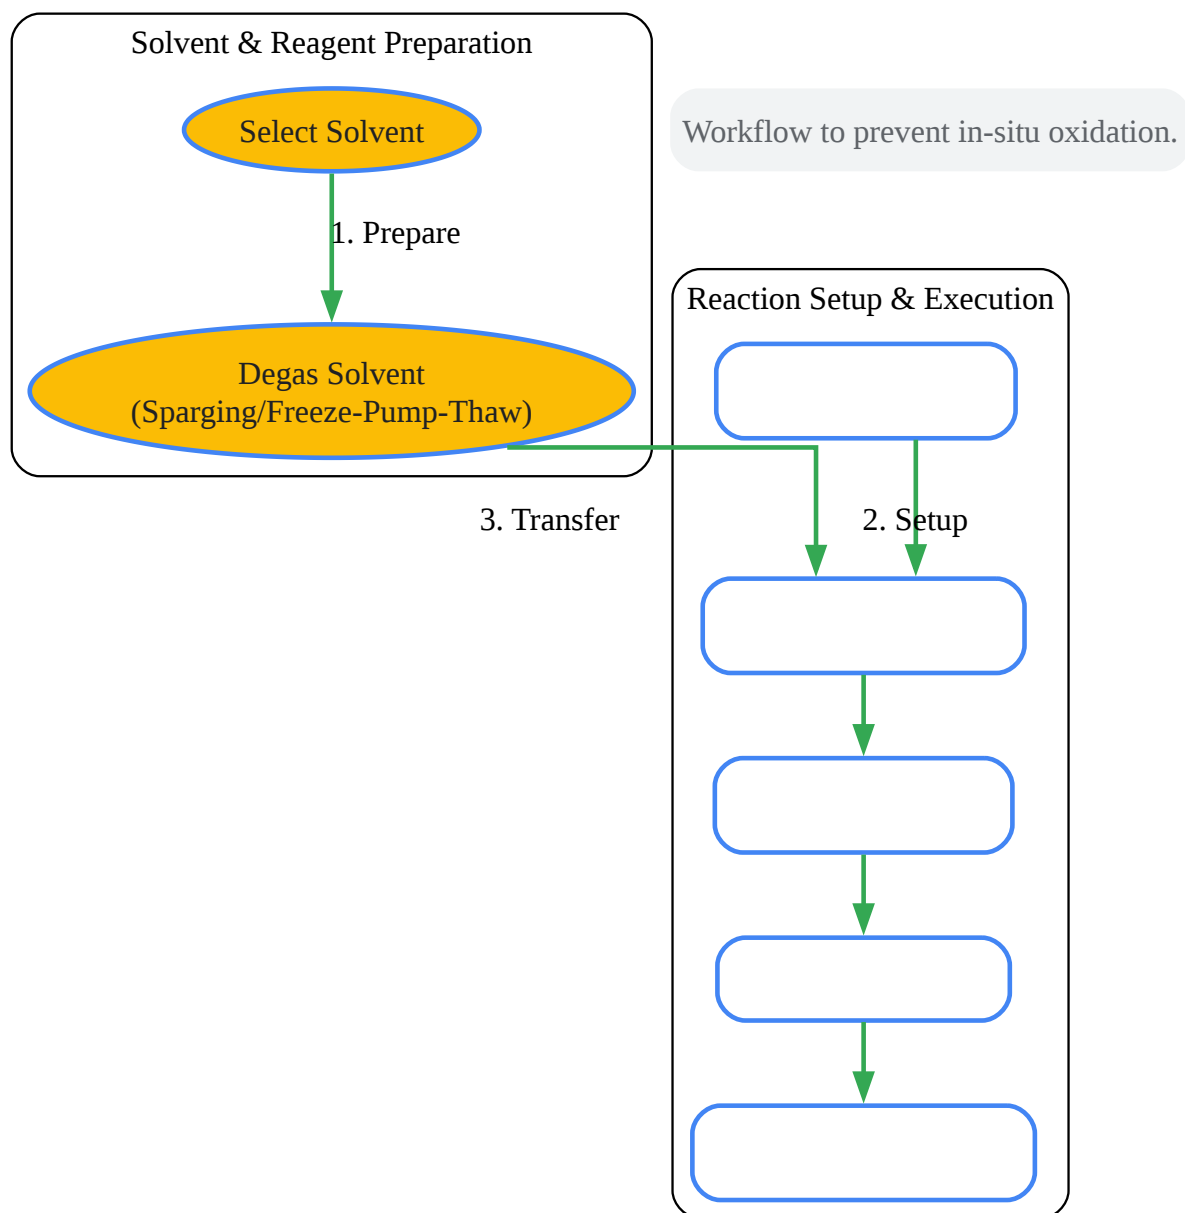 Solvent & Reagent Preparation
Select Solvent
Workflow to prevent in-situ oxidation.
1. Prepare
Reaction Setup & Execution
Degas Solvent
(Sparging/Freeze-Pump-Thaw)
3. Transfer
2. Setup